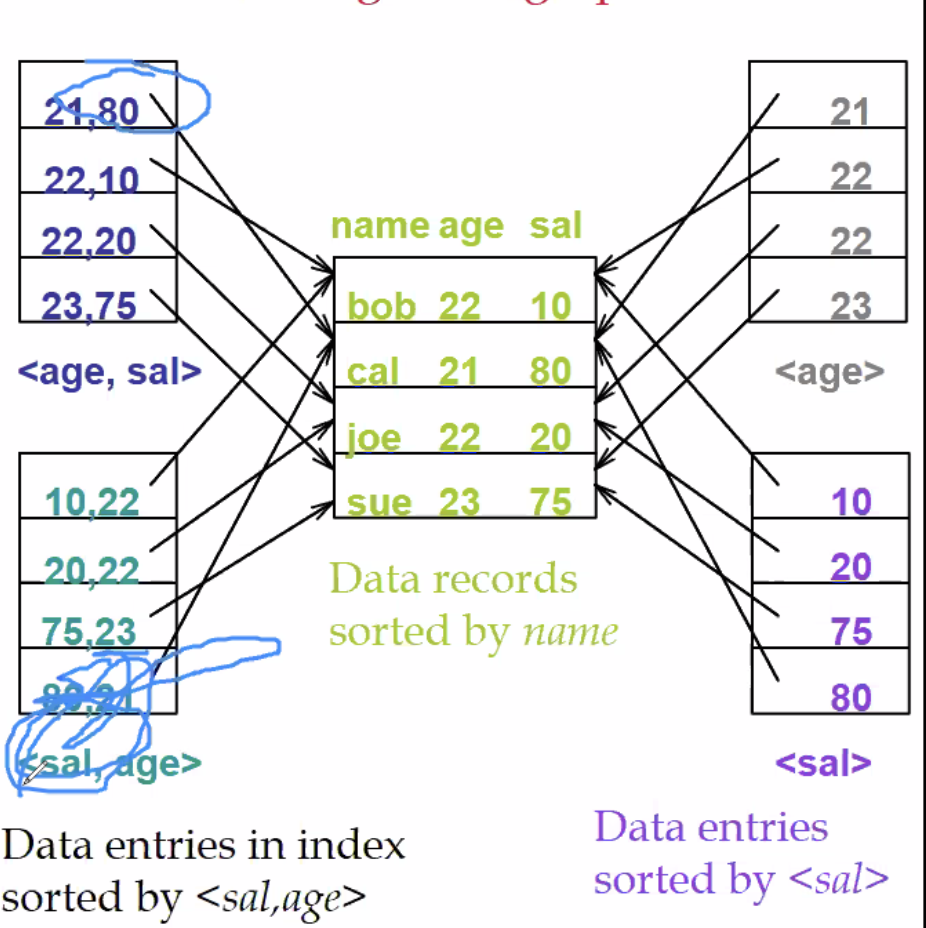 21,80
22,10
22,20
23,75
<age, sal>
10,22
20,22
75,23
<sal, age>
name age sal
bob 22 10
cal 21 80
joe 22 20
sue 23 75
Data records
sorted by name
21
22
22
23
<age>
10
20
75
80
<sal>
Data entries in index
sorted by <sal,age>
Data entries
sorted by <sal>